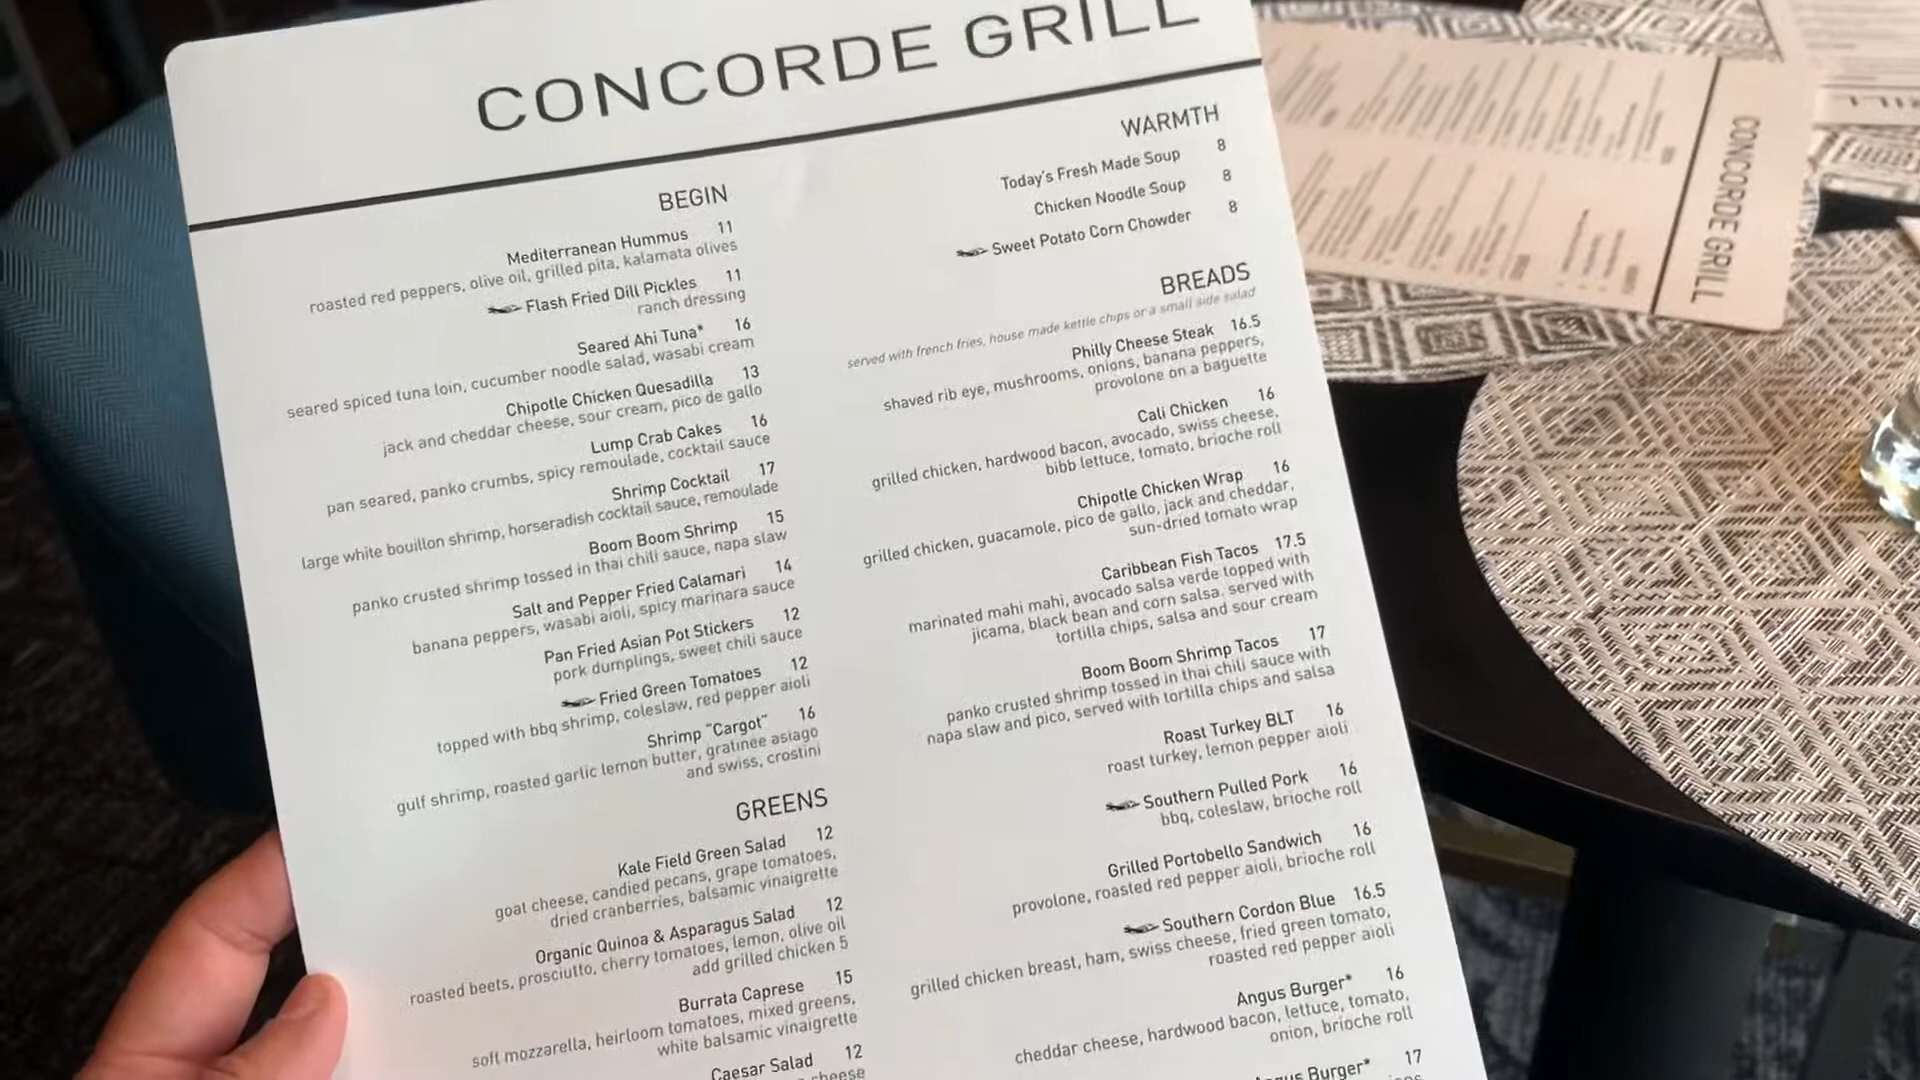 CONCORDE GRILL
BEGIN
Mediterranean Hummus 11
roasted red peppers, olive oil, grilled pita, kalamata olives
Flash Fried Dill Pickles 11
ranch dressing
Seared Ahi Tuna* 16
seared spiced tuna loin, cucumber noodle salad, wasabi cream
Chipotle Chicken Quesadilla 13
jack and cheddar cheese, sour cream, pico de gallo
Lump Crab Cakes 16
pan seared, panko crumbs, spicy remoulade, cocktail sauce
Shrimp Cocktail 17
large white bouillon shrimp, horseradish cocktail sauce, remoulade
Boom Boom Shrimp 15
panko crusted shrimp tossed in thai chili sauce, napa slaw
Salt and Pepper Fried Calamari 14
banana peppers, wasabi aioli, spicy marinara sauce
Pan Fried Asian Pot Stickers 12
pork dumplings, sweet chili sauce
Fried Green Tomatoes 12
topped with bbq shrimp, coleslaw, red pepper aioli
Shrimp "Cargot" 16
gulf shrimp, roasted garlic lemon butter, gratinee asiago
and swiss, crostini
GREENS
Kale Field Green Salad 12
goat cheese, candied pecans, grape tomatoes,
dried cranberries, balsamic vinaigrette
Organic Quinoa & Asparagus Salad 12
roasted beets, prosciutto, cherry tomatoes, lemon, olive oil
add grilled chicken 5
Burrata Caprese 15
soft mozzarella, heirloom tomatoes, mixed greens,
white balsamic vinaigrette
Caesar Salad 12
cheese
WARMTH
Today's Fresh Made Soup 8
Chicken Noodle Soup 8
Sweet Potato Corn Chowder 8
BREADS
served with french fries, house made kettle chips or a small side salad
Philly Cheese Steak 16.5
shaved rib eye, mushrooms, onions, banana peppers,
provolone on a baguette
Cali Chicken 16
grilled chicken, hardwood bacon, avocado, swiss cheese,
bibb lettuce, tomato, brioche roll
Chipotle Chicken Wrap 16
grilled chicken, guacamole, pico de gallo, jack and cheddar,
sun-dried tomato wrap
Caribbean Fish Tacos 17.5
marinated mahi mahi, avocado salsa verde topped with
jicama, black bean and corn salsa. served with
tortilla chips, salsa and sour cream
Boom Boom Shrimp Tacos 17
panko crusted shrimp tossed in thai chili sauce with
napa slaw and pico, served with tortilla chips and salsa
Roast Turkey BLT 16
roast turkey, lemon pepper aioli
Southern Pulled Pork 16
bbq, coleslaw, brioche roll
Grilled Portobello Sandwich 16
provolone, roasted red pepper aioli, brioche roll
Southern Cordon Blue 16.5
grilled chicken breast, ham, swiss cheese, fried green tomato,
roasted red pepper aioli
Angus Burger* 16
cheddar cheese, hardwood bacon, lettuce, tomato,
onion, brioche roll
Burger* 17
CONCORDE GRILL